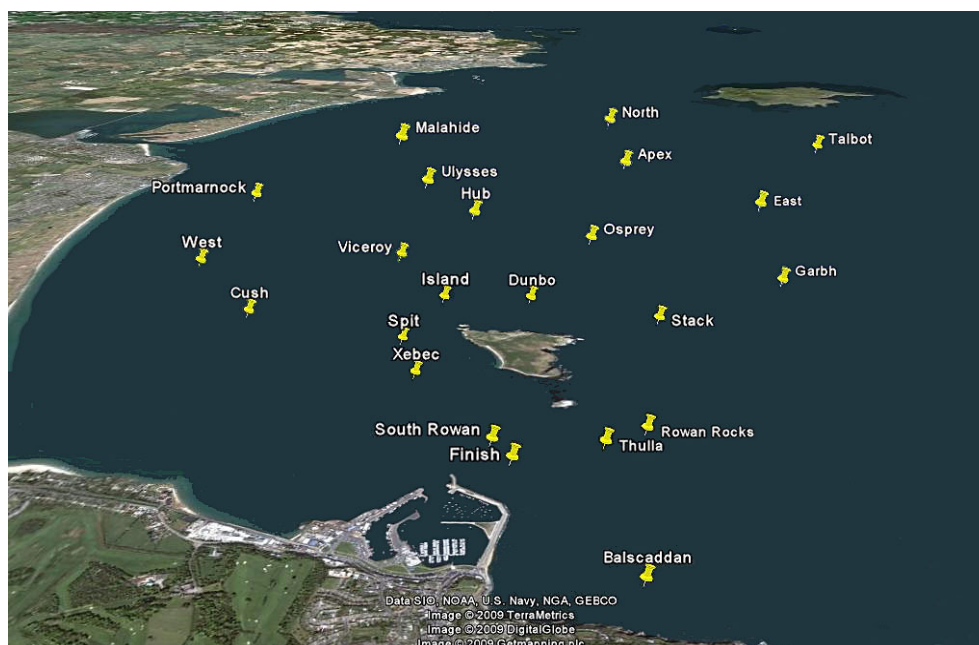 North
Malahide
Talbot
Apex
Ulysses
Portmarnock
Hub
East
Osprey
West
Viceroy
Garbh
Island
Dunbo
Cush
Spit
Stack
Xebec
South Rowan
Rowan Rocks
Thulla
Finish
Balscaddan
Data SIO, NOAA, U.S. Navy, NGA, GEBCO
Image © 2009 TerraMetrics
Image © 2009 DigitalGlobe
Image © 2009 Getmapping plc